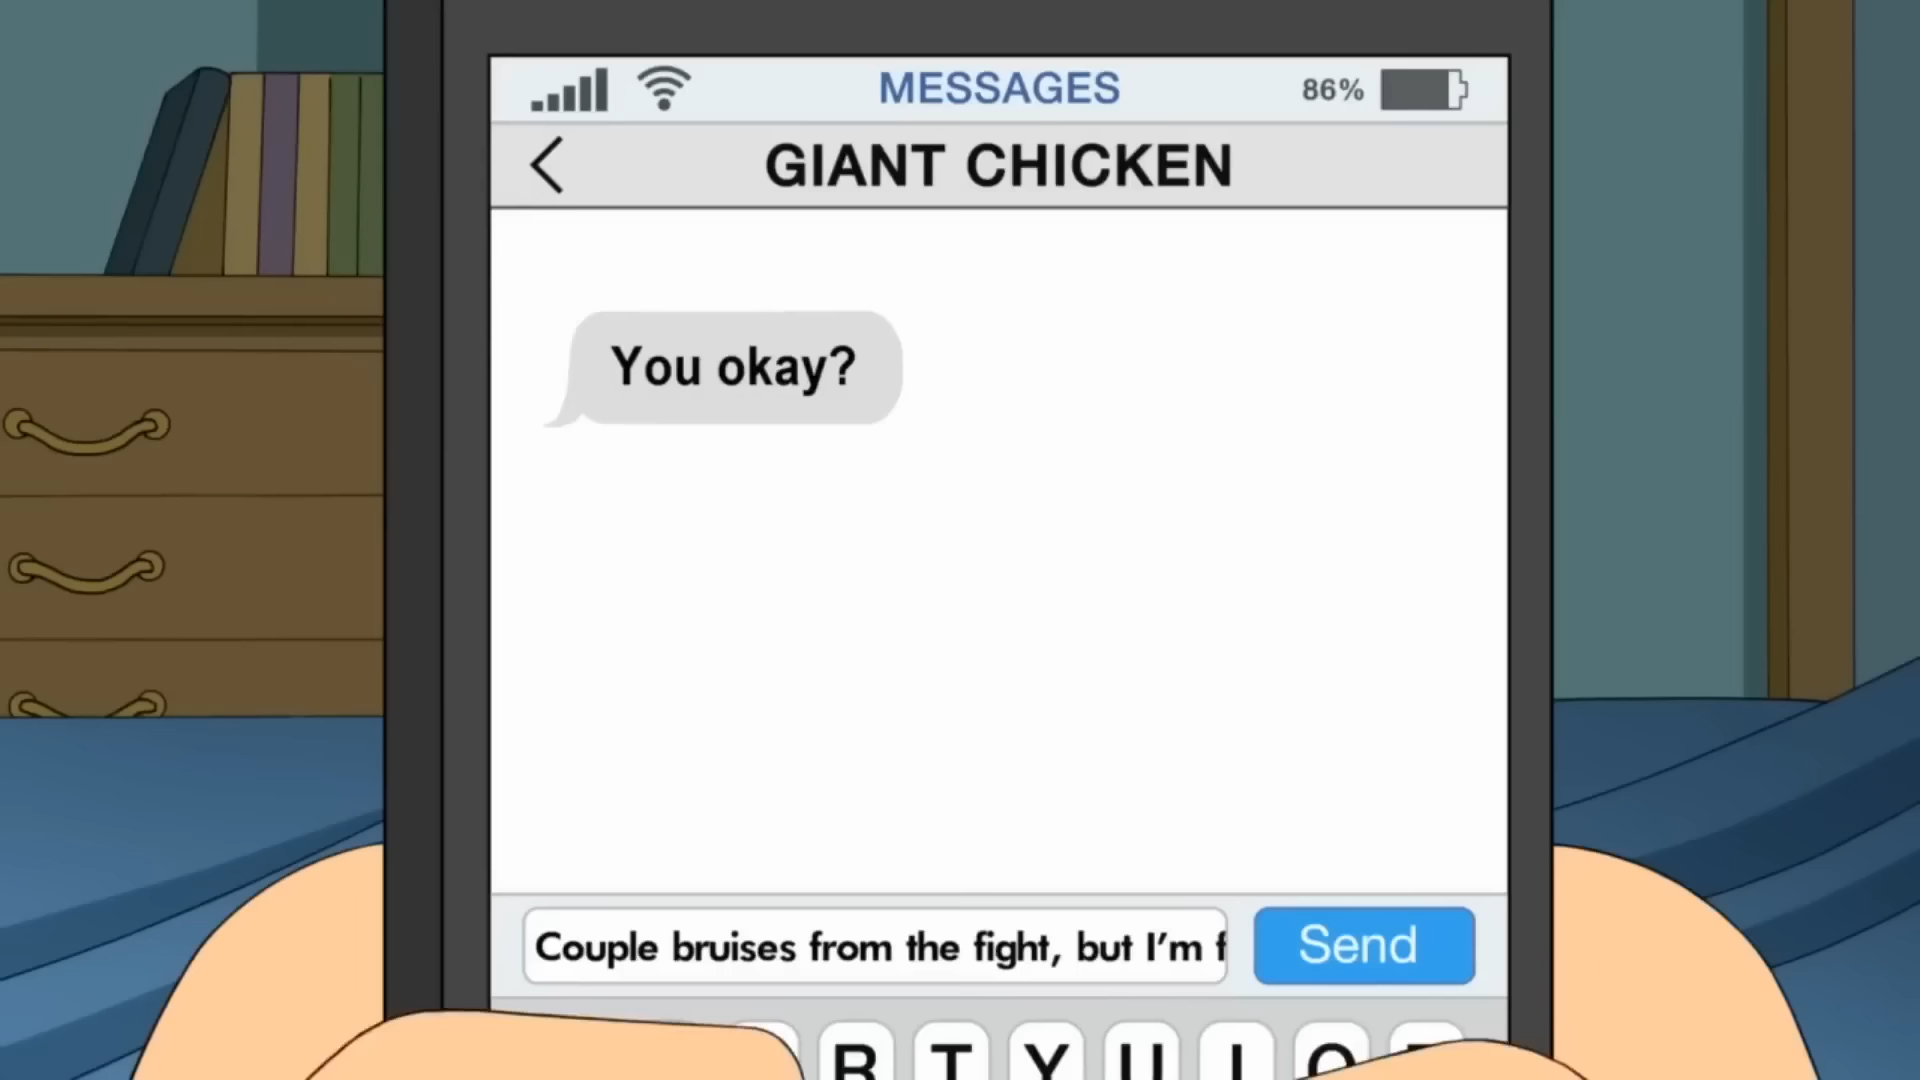 MESSAGES 86%
GIANT CHICKEN
You okay?
Couple bruises from the fight, but I'm f
Send
R T Y U I O